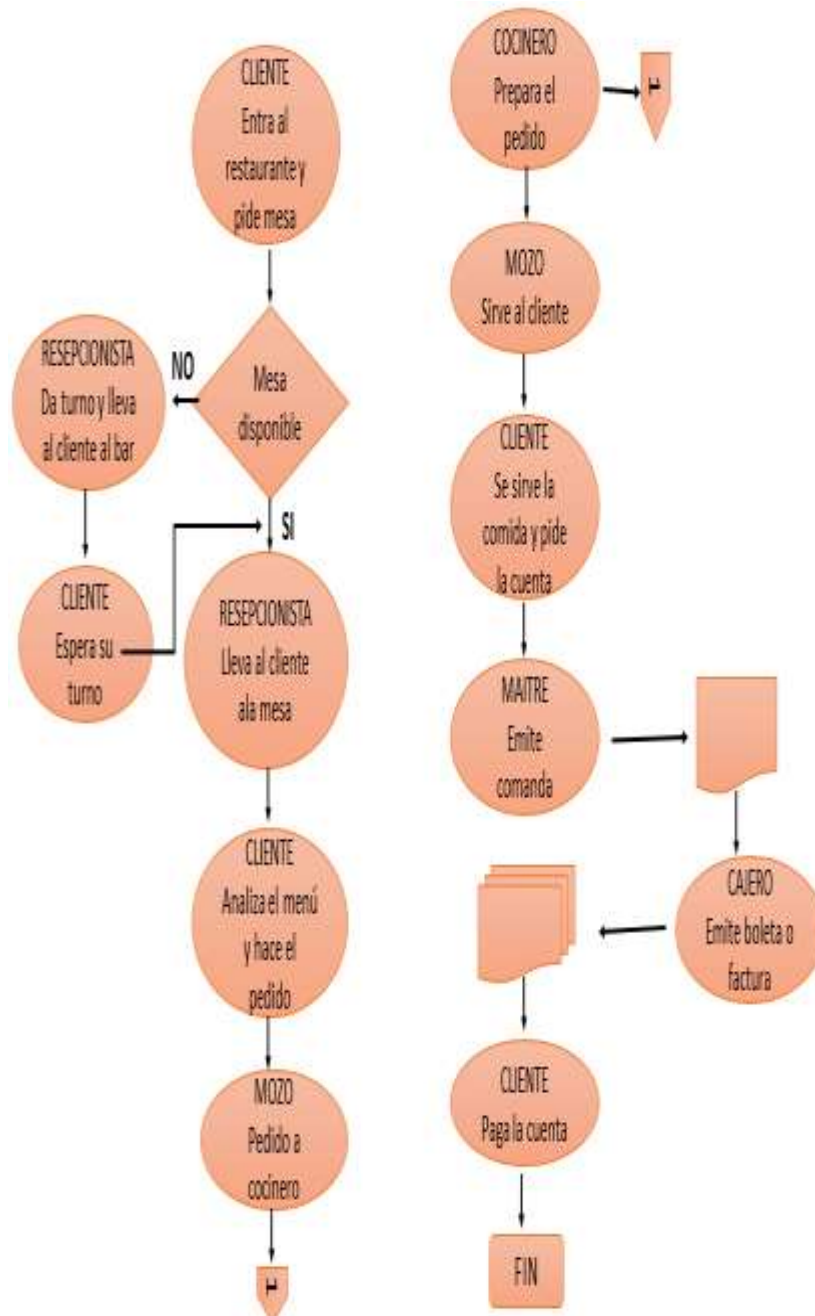 CLIENTE
Entra al
restaurante y
pide mesa
Mesa
disponible
NO
RESEPCIONISTA
Da turno y lleva
al cliente al bar
CLIENTE
Espera su
turno
SI
RESEPCIONISTA
Lleva al cliente
ala mesa
CLIENTE
Analiza el menú
y hace el
pedido
MOZO
Pedido a
cocinero
1
COCINERO
Prepara el
pedido
1
MOZO
Sirve al cliente
CLIENTE
Se sirve la
comida y pide
la cuenta
MAITRE
Emite
comanda
CAJERO
Emite boleta o
factura
CLIENTE
Paga la cuenta
FIN